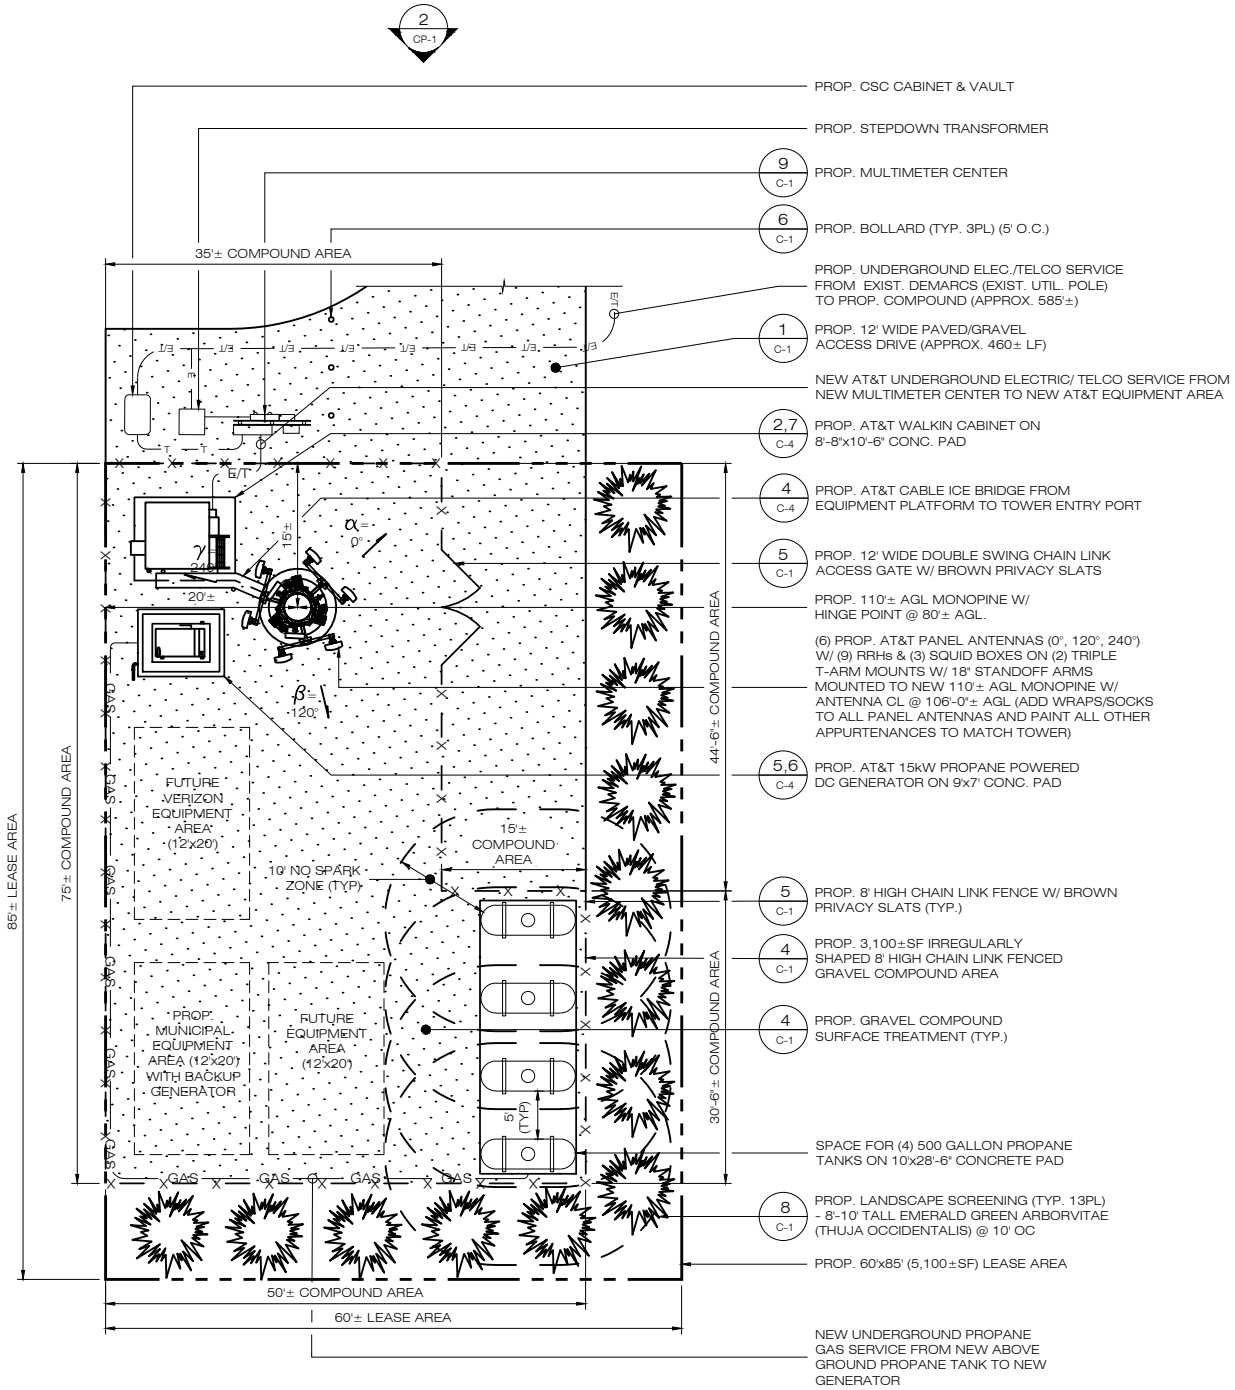 2
CP-1
PROP. CSC CABINET & VAULT
PROP. STEPDOWN TRANSFORMER
9
C-1
PROP. MULTIMETER CENTER
6
C-1
PROP. BOLLARD (TYP. 3PL) (5' O.C.)
35'± COMPOUND AREA
PROP. UNDERGROUND ELEC./TELCO SERVICE
FROM EXIST. DEMARCS (EXIST. UTIL. POLE)
TO PROP. COMPOUND (APPROX. 585'±)
E/T
1
C-1
PROP. 12' WIDE PAVED/GRAVEL
ACCESS DRIVE (APPROX. 460± LF)
E/T E/T E/T E/T E/T E/T E/T E/T
E
NEW AT&T UNDERGROUND ELECTRIC/ TELCO SERVICE FROM
NEW MULTIMETER CENTER TO NEW AT&T EQUIPMENT AREA
2,7
C-4
PROP. AT&T WALKIN CABINET ON
8'-8"x10'-6" CONC. PAD
T T
E/T
4
C-4
PROP. AT&T CABLE ICE BRIDGE FROM
EQUIPMENT PLATFORM TO TOWER ENTRY PORT
15'±
α=
0°
γ=
240°
5
C-1
PROP. 12' WIDE DOUBLE SWING CHAIN LINK
ACCESS GATE W/ BROWN PRIVACY SLATS
20'±
PROP. 110'± AGL MONOPINE W/
HINGE POINT @ 80'± AGL.
(6) PROP. AT&T PANEL ANTENNAS (0°, 120°, 240°)
W/ (9) RRHs & (3) SQUID BOXES ON (2) TRIPLE
T-ARM MOUNTS W/ 18" STANDOFF ARMS
MOUNTED TO NEW 110'± AGL MONOPINE W/
ANTENNA CL @ 106'-0"± AGL (ADD WRAPS/SOCKS
TO ALL PANEL ANTENNAS AND PAINT ALL OTHER
APPURTENANCES TO MATCH TOWER)
β=
120°
44'-6"± COMPOUND AREA
5,6
C-4
PROP. AT&T 15kW PROPANE POWERED
DC GENERATOR ON 9'x7' CONC. PAD
85'± LEASE AREA
75'± COMPOUND AREA
GAS GAS GAS GAS GAS GAS
FUTURE
VERIZON
EQUIPMENT
AREA
(12'x20')
15'±
COMPOUND
AREA
10' NO SPARK
ZONE (TYP)
5
C-1
PROP. 8' HIGH CHAIN LINK FENCE W/ BROWN
PRIVACY SLATS (TYP.)
4
C-1
PROP. 3,100±SF IRREGULARLY
SHAPED 8' HIGH CHAIN LINK FENCED
GRAVEL COMPOUND AREA
30'-6"± COMPOUND AREA
PROP.
MUNICIPAL
EQUIPMENT
AREA (12'x20')
WITH BACKUP
GENERATOR
FUTURE
EQUIPMENT
AREA
(12'x20')
4
C-1
PROP. GRAVEL COMPOUND
SURFACE TREATMENT (TYP.)
5'
(TYP)
SPACE FOR (4) 500 GALLON PROPANE
TANKS ON 10'x28'-6" CONCRETE PAD
GAS GAS GAS GAS
8
C-1
PROP. LANDSCAPE SCREENING (TYP. 13PL)
- 8'-10' TALL EMERALD GREEN ARBORVITAE
(THUJA OCCIDENTALIS) @ 10' OC
PROP. 60'x85' (5,100±SF) LEASE AREA
50'± COMPOUND AREA
60'± LEASE AREA
NEW UNDERGROUND PROPANE
GAS SERVICE FROM NEW ABOVE
GROUND PROPANE TANK TO NEW
GENERATOR